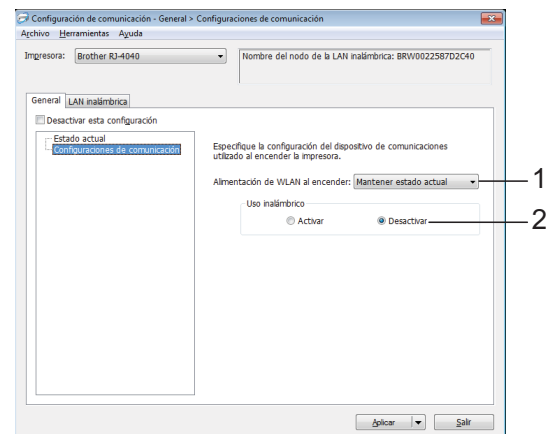 Configuración de comunicación - General > Configuraciones de comunicación
Archivo Herramientas Ayuda
Impresora: Brother RJ-4040
Nombre del nodo de la LAN inalámbrica: BRW0022587D2C40
General LAN inalámbrica
Desactivar esta configuración
Estado actual
Configuraciones de comunicación
Especifique la configuración del dispositivo de comunicaciones
utilizado al encender la impresora.
Alimentación de WLAN al encender: Mantener estado actual 1
Uso inalámbrico
Activar Desactivar 2
Aplicar Salir